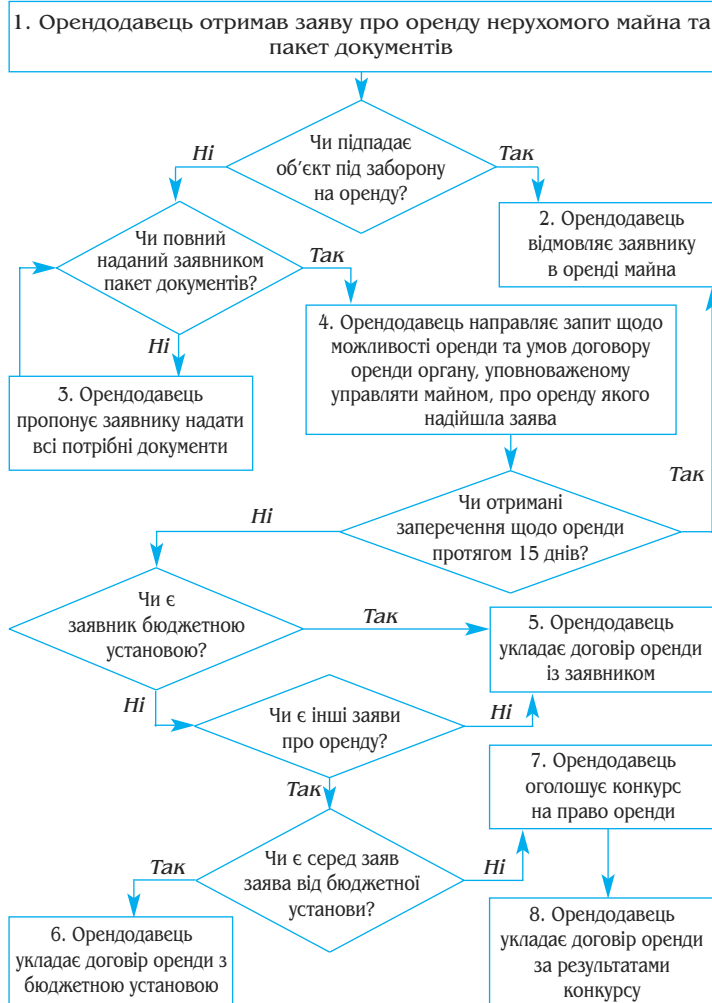 1. Орендодавець отримав заяву про оренду нерухомого майна та
пакет документів
Чи підпадає
об’єкт під заборону
на оренду?
Ні
Так
Чи повний
наданий заявником
пакет документів?
Так
Ні
2. Орендодавець
відмовляє заявнику
в оренді майна
3. Орендодавець
пропонує заявнику надати
всі потрібні документи
4. Орендодавець направляє запит щодо
можливості оренди та умов договору
оренди органу, уповноваженому
управляти майном, про оренду якого
надійшла заява
Чи отримані
заперечення щодо оренди
протягом 15 днів?
Ні
Так
Чи є
заявник бюджетною
установою?
Так
Ні
5. Орендодавець
укладає договір оренди
із заявником
Чи є інші заяви
про оренду?
Ні
Так
Чи є серед заяв
заява від бюджетної
установи?
Так
Ні
7. Орендодавець
оголошує конкурс
на право оренди
6. Орендодавець
укладає договір оренди з
бюджетною установою
8. Орендодавець
укладає договір оренди
за результатами
конкурсу